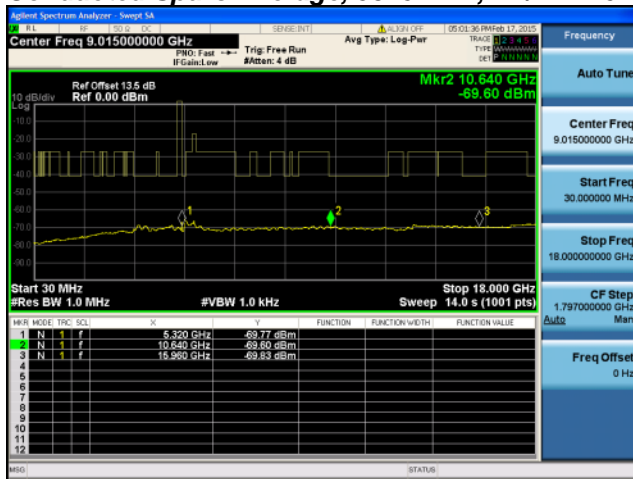 Agilent Spectrum Analyzer - Swept SA
RL RF 50 Ω DC SENSE:INT ALIGN OFF 05:01:36 PM Feb 17, 2015
Center Freq 9.015000000 GHz
PNO: Fast
IFGain:Low
Trig: Free Run
#Atten: 4 dB
Avg Type: Log-Pwr
TRACE 1 2 3 4 5 6
TYPE
DET P N N N N N
Frequency
Auto Tune
Center Freq
9.015000000 GHz
Start Freq
30.000000 MHz
Stop Freq
18.000000000 GHz
CF Step
1.797000000 GHz
Auto Man
Freq Offset
0 Hz
Mkr2 10.640 GHz
-69.60 dBm
Ref Offset 13.5 dB
10 dB/div Ref 0.00 dBm
Log
-10.0
-20.0
-30.0
-40.0
-50.0
-60.0
-70.0
-80.0
-90.0
1
2
3
Start 30 MHz Stop 18.000 GHz
#Res BW 1.0 MHz #VBW 1.0 kHz Sweep 14.0 s (1001 pts)
MKR MODE TRC SCL X Y FUNCTION FUNCTION WIDTH FUNCTION VALUE
1 N 1 f 5.320 GHz -69.77 dBm
2 N 1 f 10.640 GHz -69.60 dBm
3 N 1 f 15.960 GHz -69.83 dBm
4
5
6
7
8
9
10
11
12
MSG STATUS